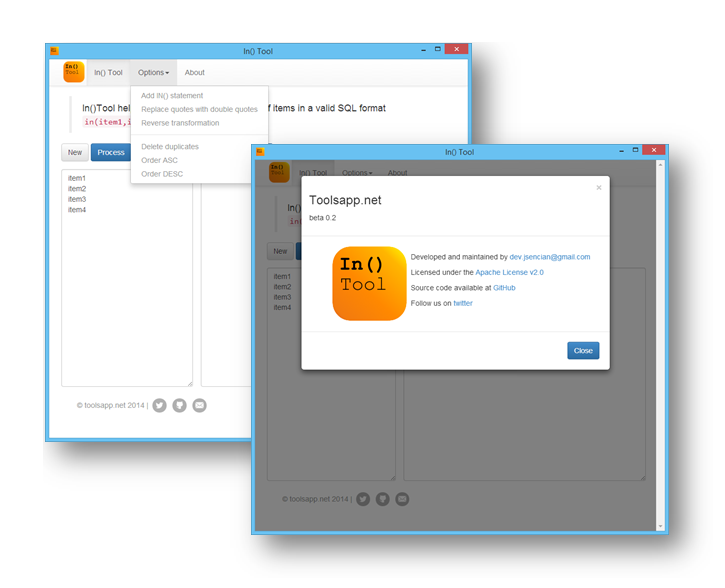 In() Tool
In()
Tool
In() Tool
Options
About
Add IN() statement
Replace quotes with double quotes
Reverse transformation
Delete duplicates
Order ASC
Order DESC
In()Tool hel
f items in a valid SQL format
in(item1,i
New
Process
item1
item2
item3
item4
© toolsapp.net 2014 |
In() Tool
In()
Tool
In() Tool
Options
About
In()
in
New
item1
item2
item3
item4
Toolsapp.net
×
beta 0.2
In()
Tool
Developed and maintained by dev.jsencian@gmail.com
Licensed under the Apache License v2.0
Source code available at GitHub
Follow us on twitter
Close
© toolsapp.net 2014 |